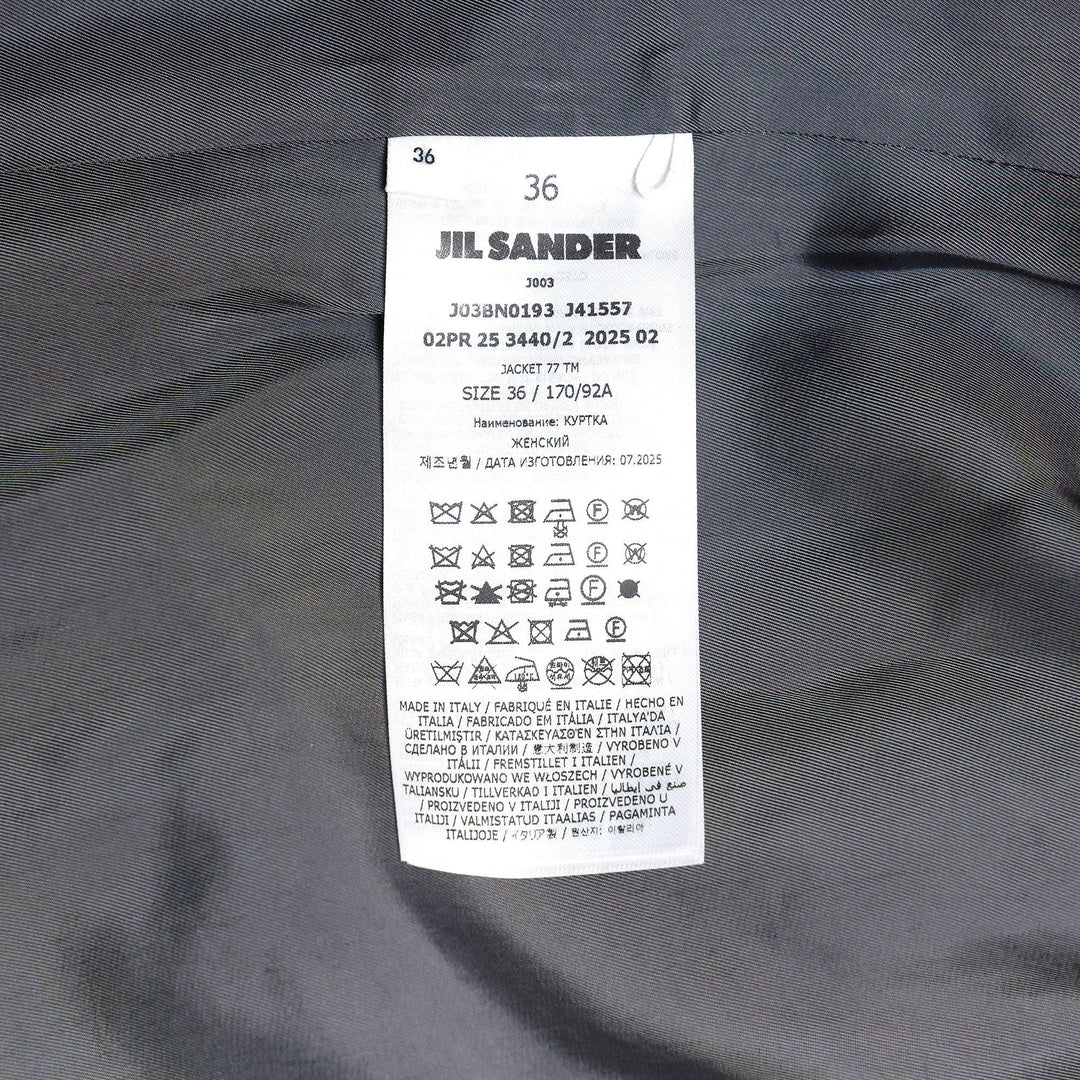 36
36
JIL SANDER
J003
J03BN0193 J41557
02PR 25 3440/2 2025 02
JACKET 77 TM
SIZE 36 / 170/92A
Наименование: КУРТКА
ЖЕНСКИЙ
제조년월 / ДАТА ИЗГОТОВЛЕНИЯ: 07.2025
MADE IN ITALY / FABRIQUÉ EN ITALIE / HECHO EN
ITALIA / FABRICADO EM ITÁLIA / ITALYA'DA
ÜRETILMIŞTIR / ΚΑΤΑΣΚΕΥΑΣΘ'ΕΝ ΣΤΗΝ ΙΤΑΛ'ΙΑ /
СДЕЛАНО В ИТАЛИИ / 意大利制造 / VYROBENO V
ITÁLII / FREMSTILLET I ITALIEN /
WYPRODUKOWANO WE WŁOSZECH / VYROBENÉ V
TALIANSKU / TILLVERKAD I ITALIEN / صنع في إيطاليا
/ PROIZVEDENO V ITALIJI / PROIZVEDENO U
ITALIJI / VALMISTATUD ITAALIAS / PAGAMINTA
ITALIJOJE / イタリア製 / 원산지: 이탈리아